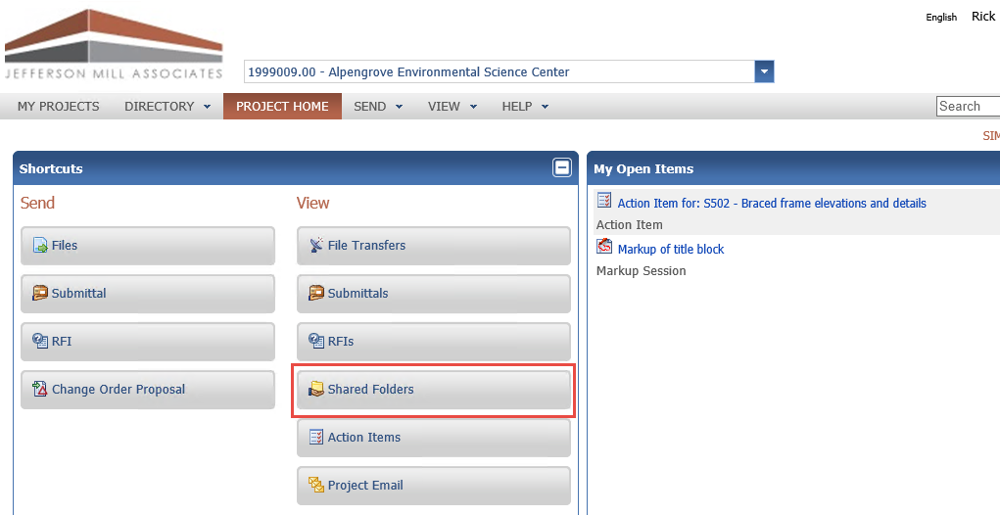 English Rick
JEFFERSON MILL ASSOCIATES
1999009.00 - Alpengrove Environmental Science Center
MY PROJECTS DIRECTORY PROJECT HOME SEND VIEW HELP Search
SIM
Shortcuts
Send
Files
Submittal
RFI
Change Order Proposal
View
File Transfers
Submittals
RFIs
Shared Folders
Action Items
Project Email
My Open Items
Action Item for: S502 - Braced frame elevations and details
Action Item
Markup of title block
Markup Session